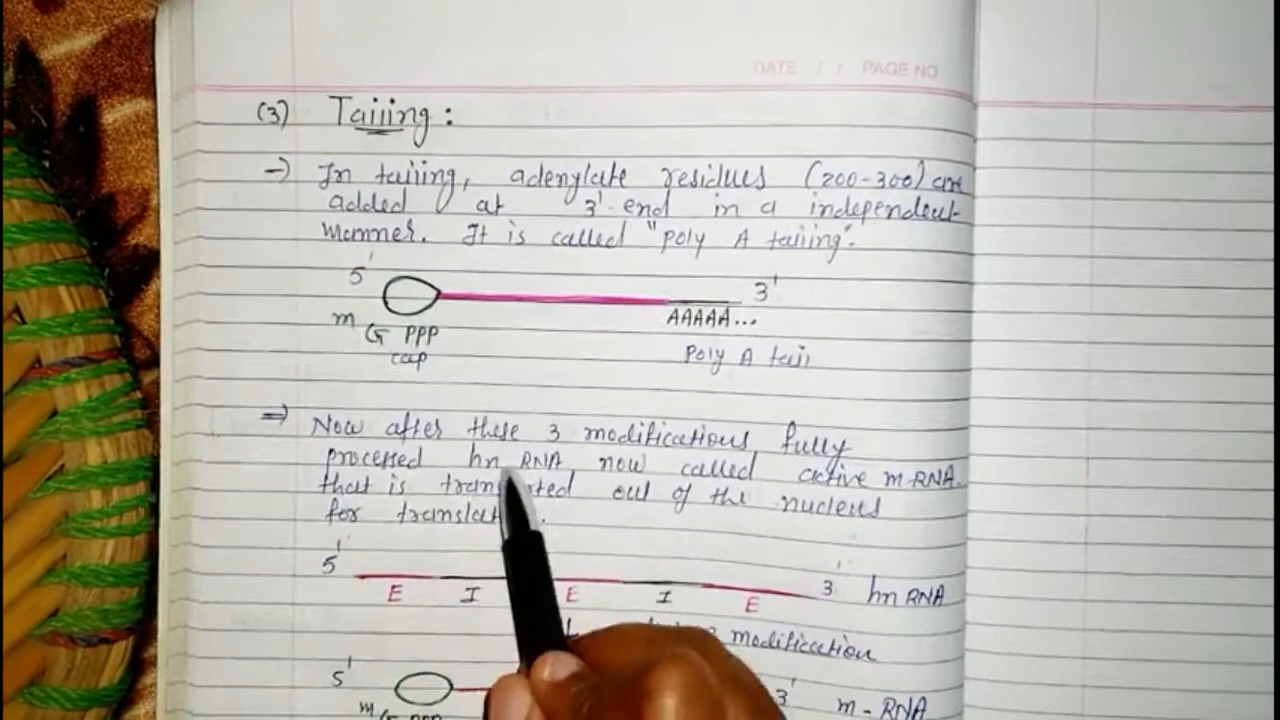 DATE / / PAGE NO
(3) Tailing :
→ In tailing, adenylate residues (200-300) are
added at 3' end in a independent
manner. It is called "poly A tailing".
5' 3'
m G PPP AAAAA...
cap Poly A tail
⇒ Now after these 3 modifications fully
processed hn RNA now called active m-RNA.
that is out of the nucleus
for
5' 3' hn RNA
E I E I E
modification
5' 3' m-RNA
m G PPP